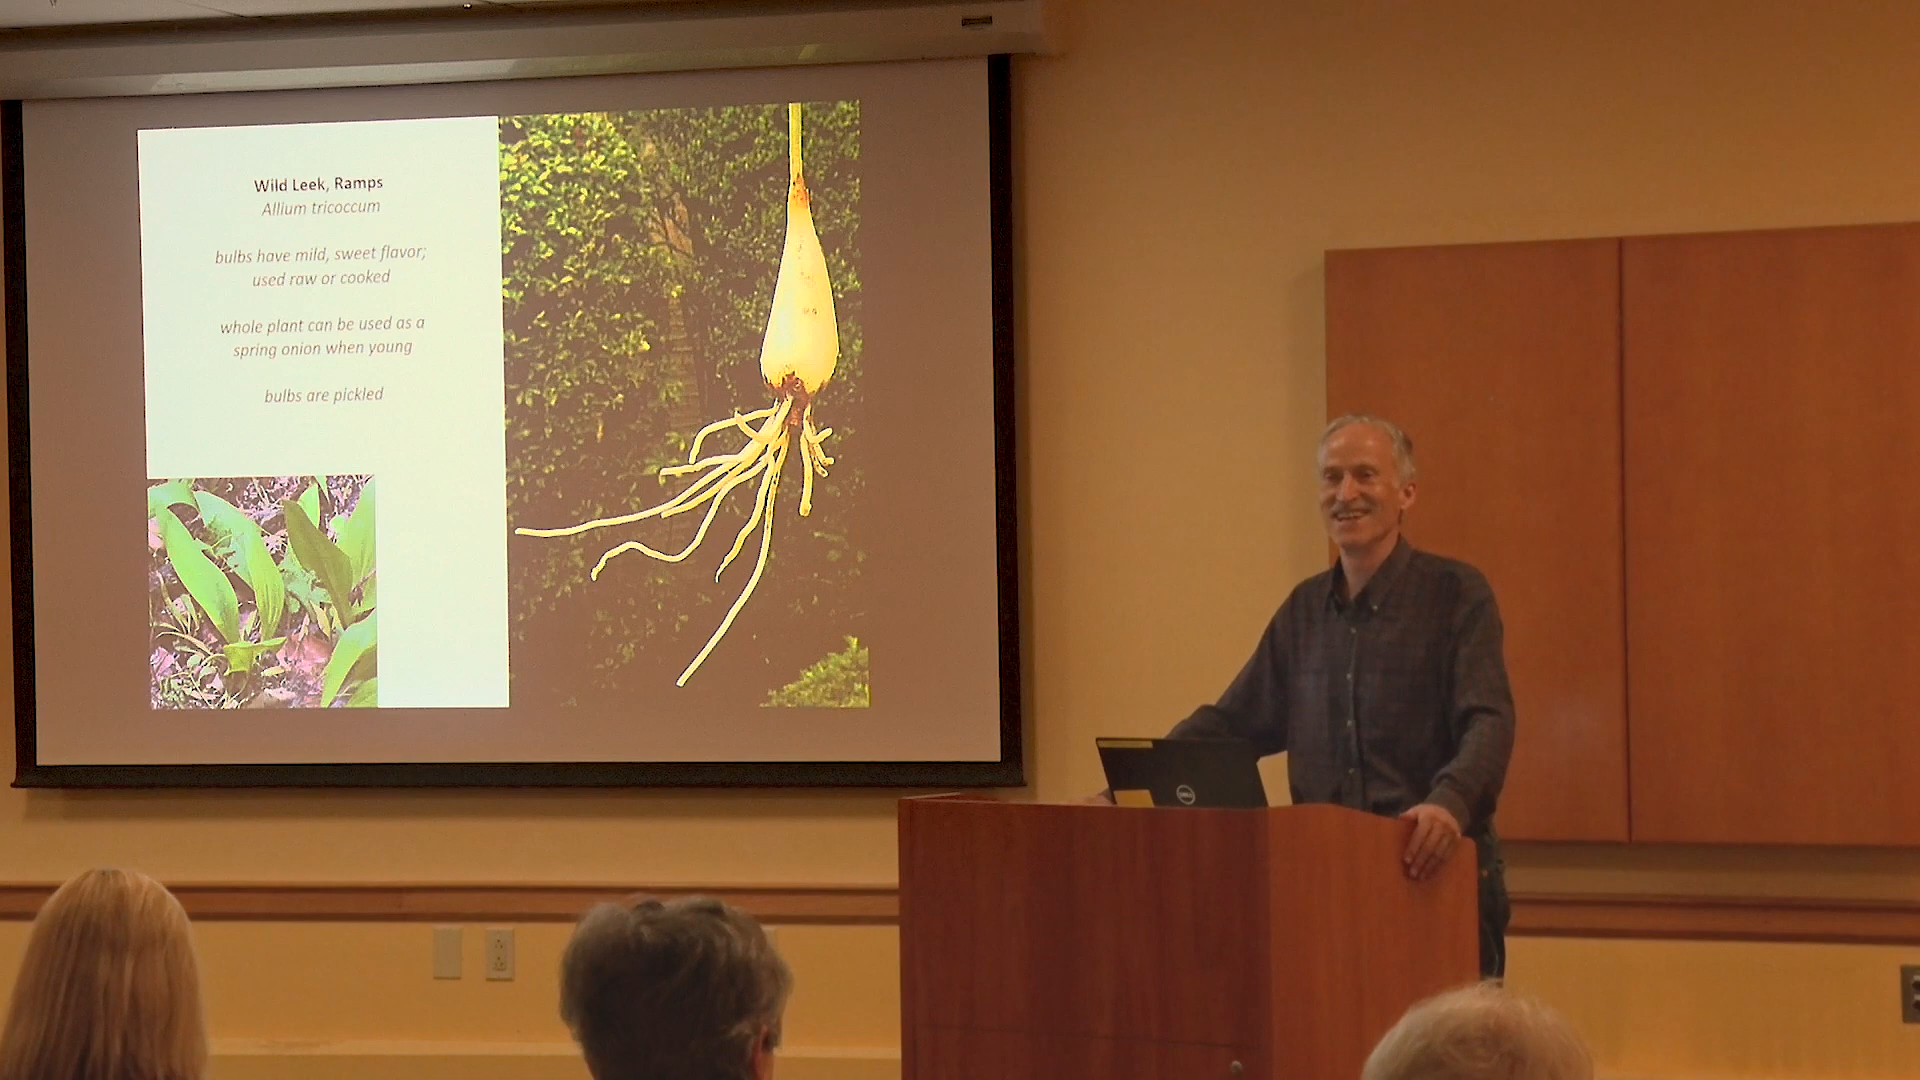 Wild Leek, Ramps
Allium tricoccum
bulbs have mild, sweet flavor;
used raw or cooked
whole plant can be used as a
spring onion when young
bulbs are pickled
DELL